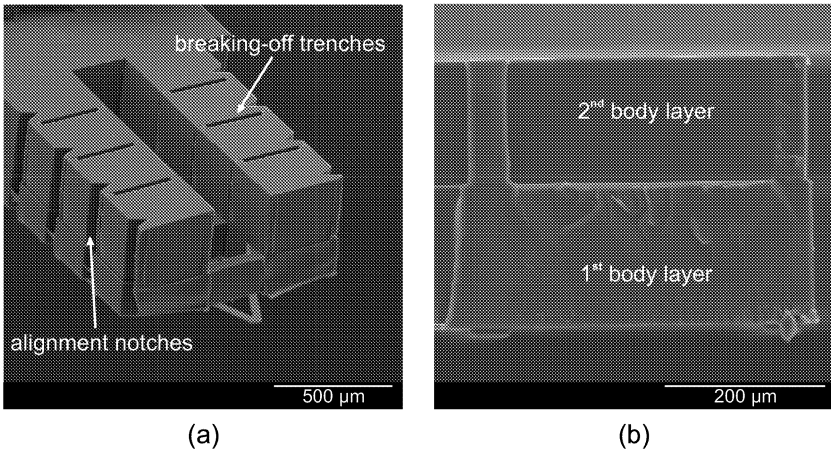 breaking-off trenches
alignment notches
500 µm
(a)
2nd body layer
1st body layer
200 µm
(b)